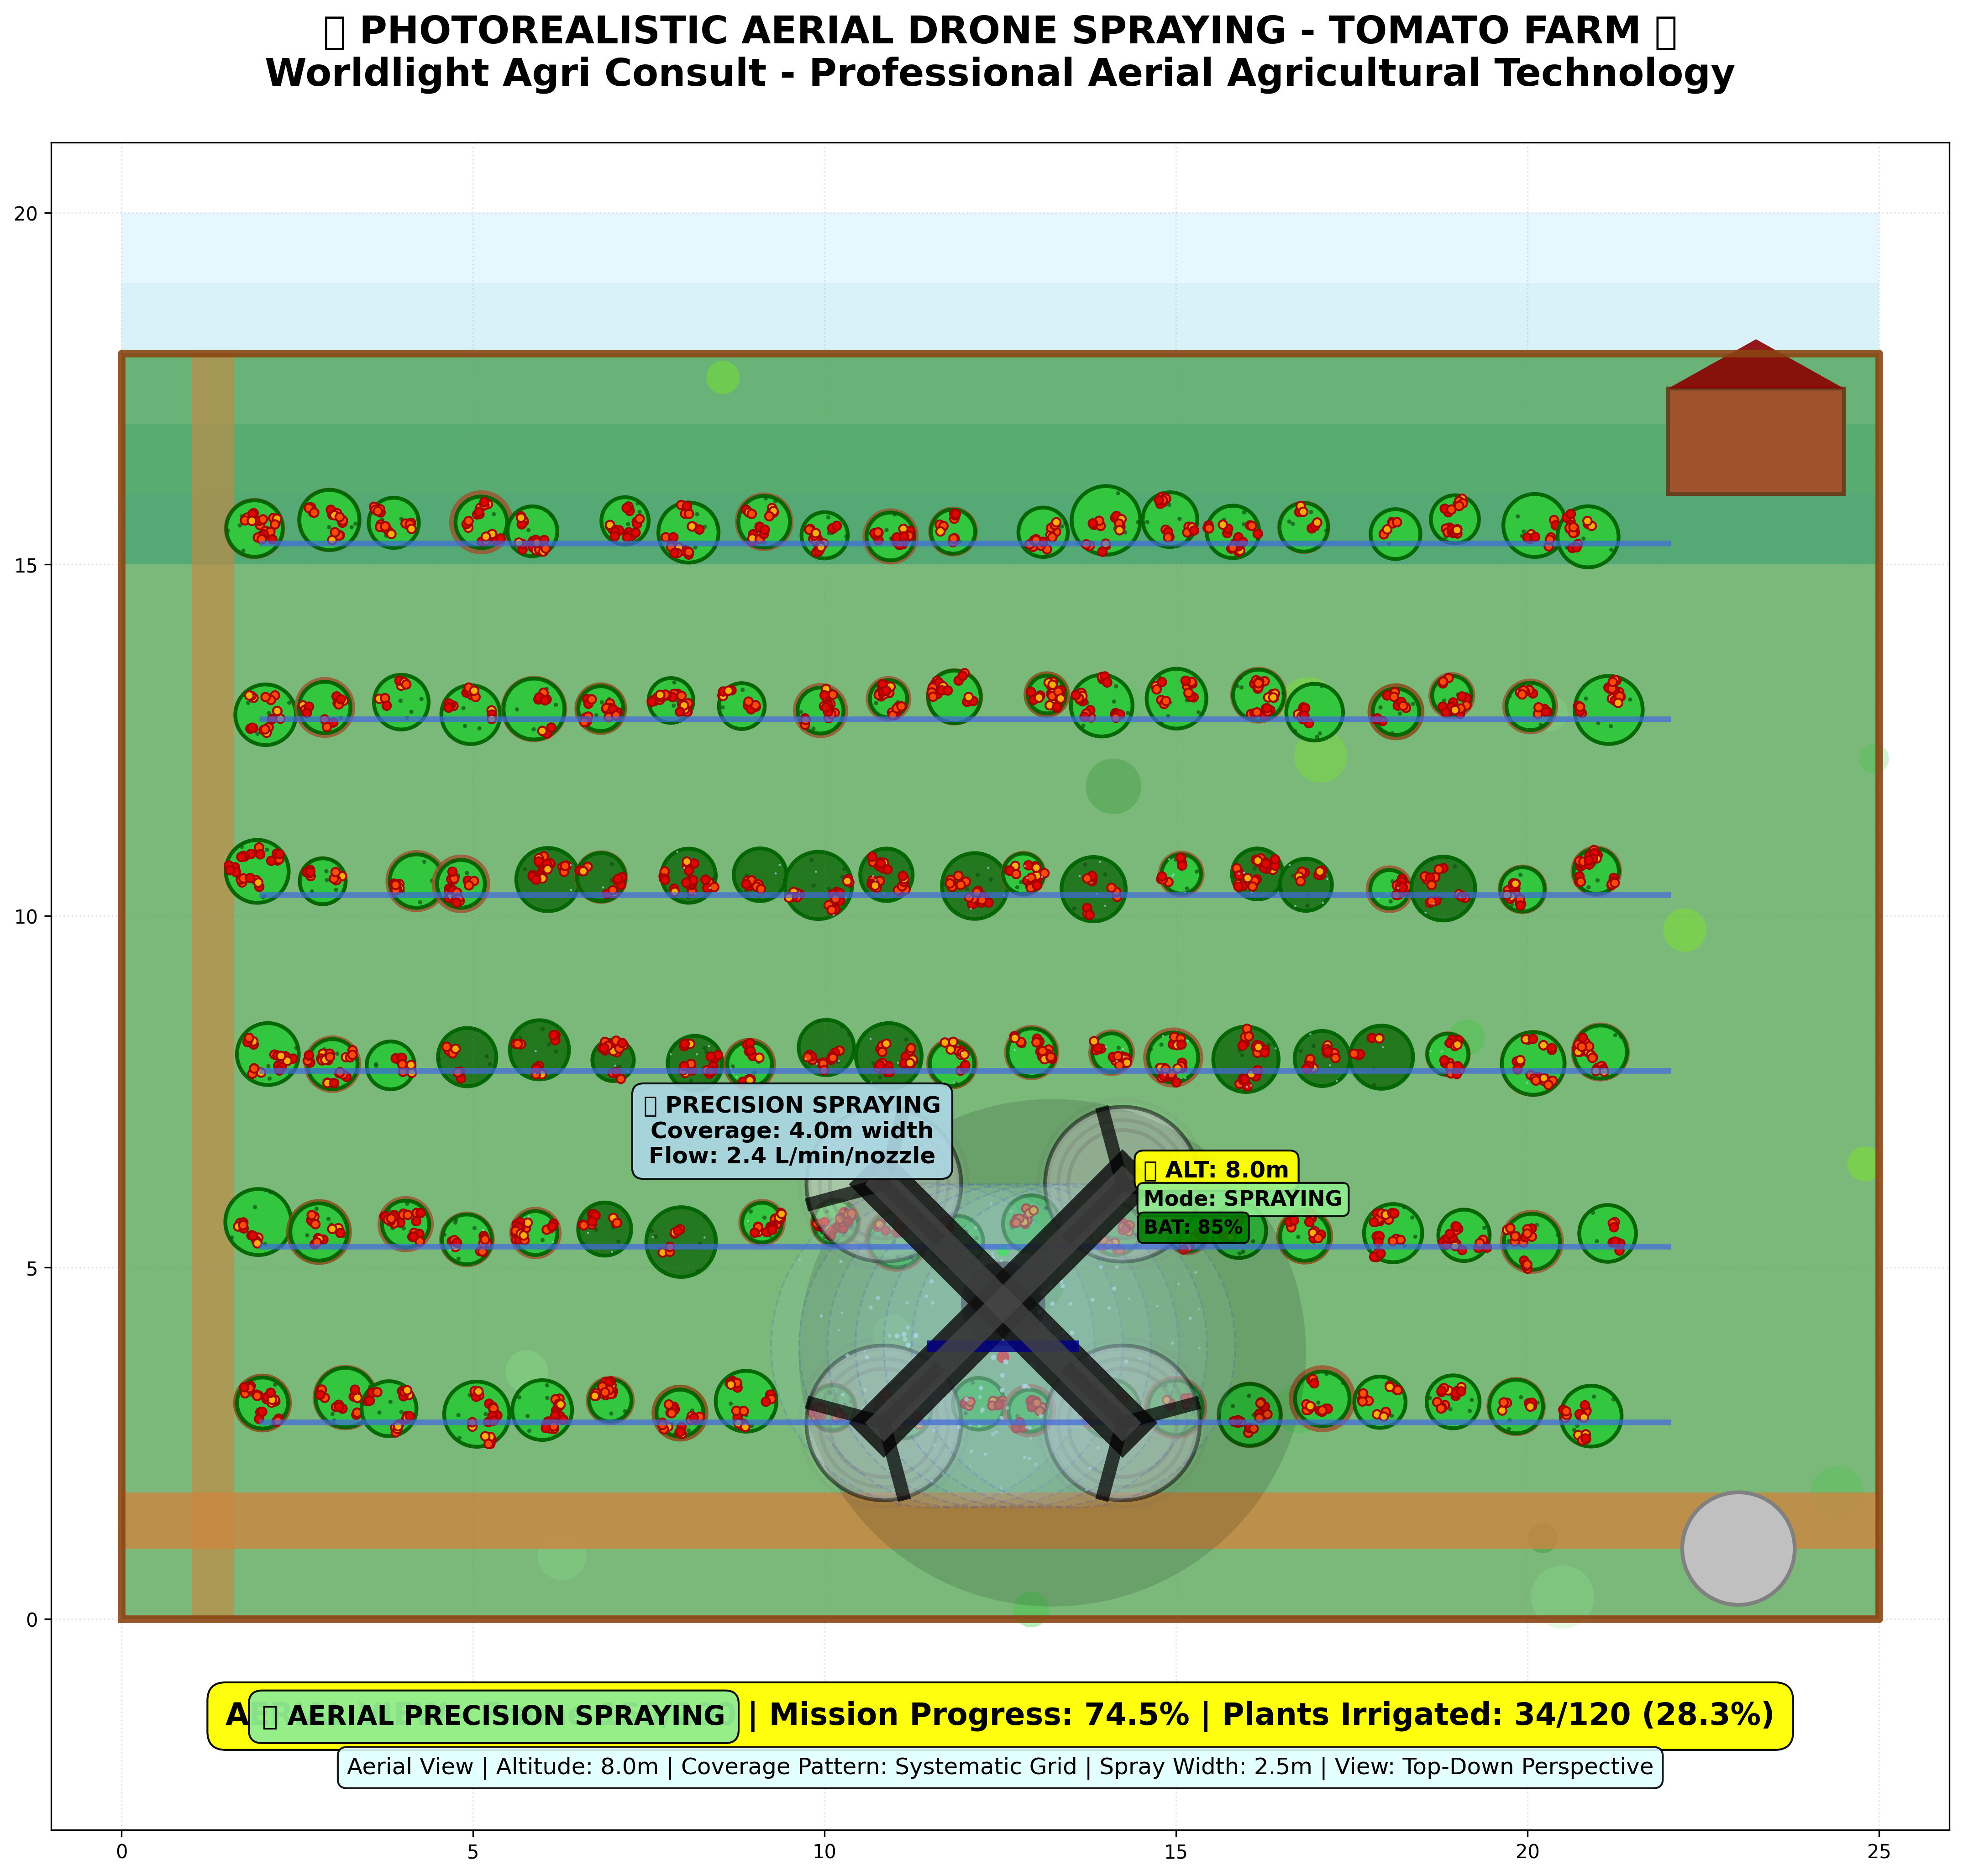 PHOTOREALISTIC AERIAL DRONE SPRAYING - TOMATO FARM
Worldlight Agri Consult - Professional Aerial Agricultural Technology
20
15
10
5
0
PRECISION SPRAYING
Coverage: 4.0m width
Flow: 2.4 L/min/nozzle
ALT: 8.0m
Mode: SPRAYING
BAT: 85%
AERIAL PRECISION SPRAYING
| Mission Progress: 74.5% | Plants Irrigated: 34/120 (28.3%)
Aerial View | Altitude: 8.0m | Coverage Pattern: Systematic Grid | Spray Width: 2.5m | View: Top-Down Perspective
0 5 10 15 20 25